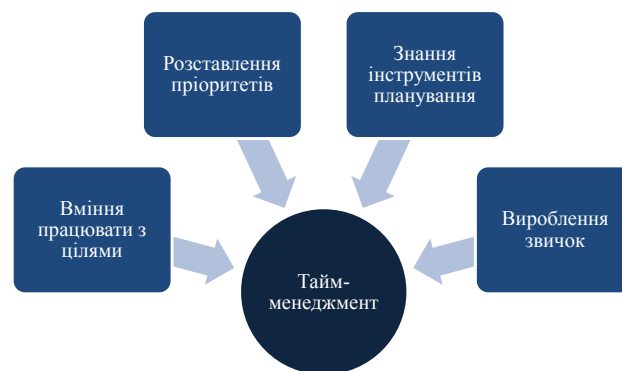 Розставлення
пріоритетів
Знання
інструментів
планування
Вміння
працювати з
цілями
Вироблення
звичок
Тайм-
менеджмент